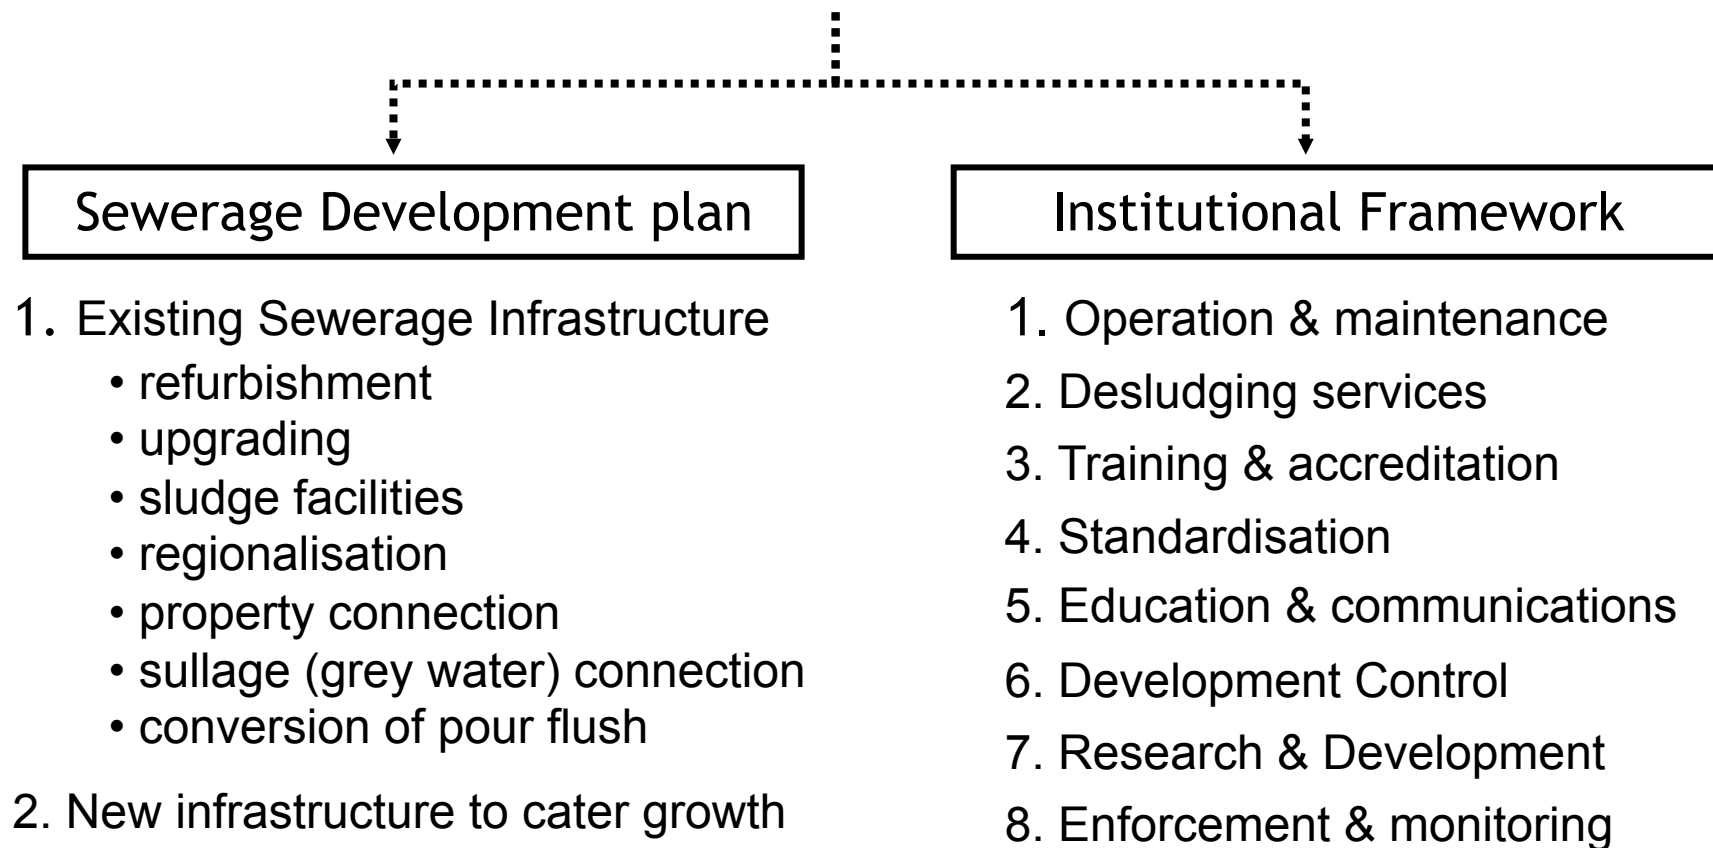 Sewerage Development plan
1. Existing Sewerage Infrastructure
• refurbishment
• upgrading
• sludge facilities
• regionalisation
• property connection
• sullage (grey water) connection
• conversion of pour flush
2. New infrastructure to cater growth
Institutional Framework
1. Operation & maintenance
2. Desludging services
3. Training & accreditation
4. Standardisation
5. Education & communications
6. Development Control
7. Research & Development
8. Enforcement & monitoring